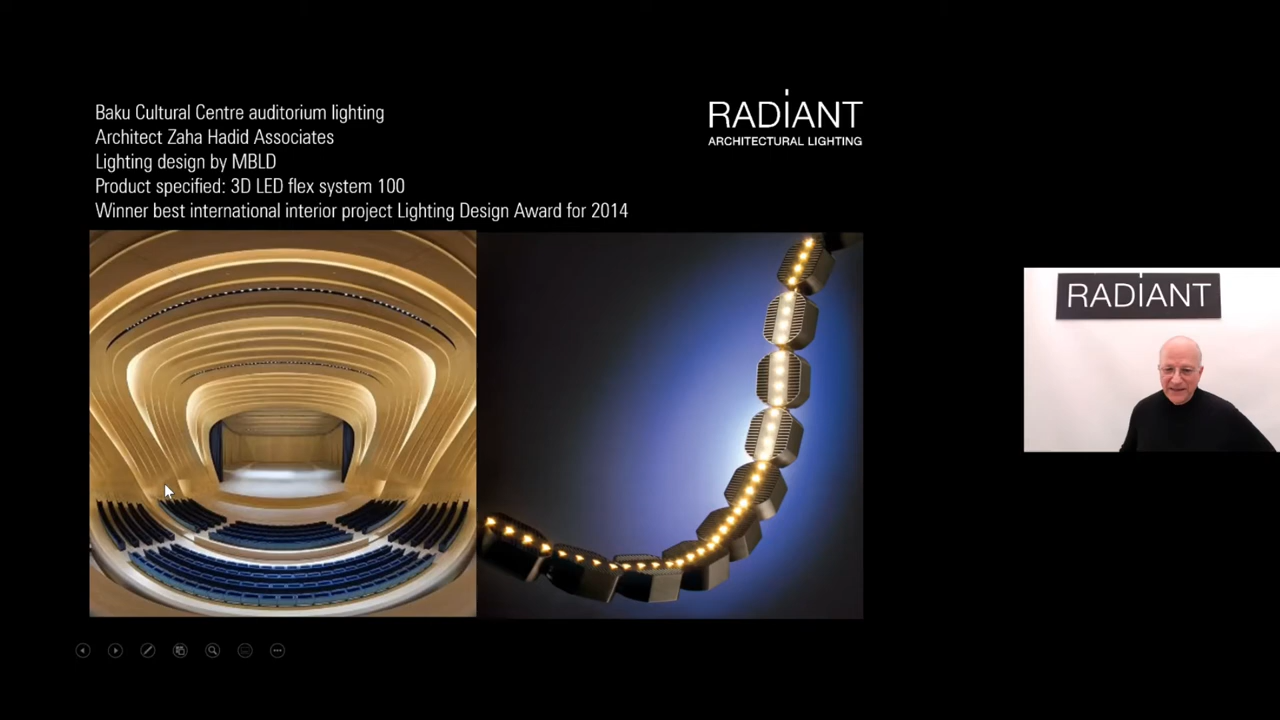 Baku Cultural Centre auditorium lighting
Architect Zaha Hadid Associates
Lighting design by MBLD
Product specified: 3D LED flex system 100
Winner best international interior project Lighting Design Award for 2014
RADiANT
ARCHITECTURAL LIGHTING
RADiANT